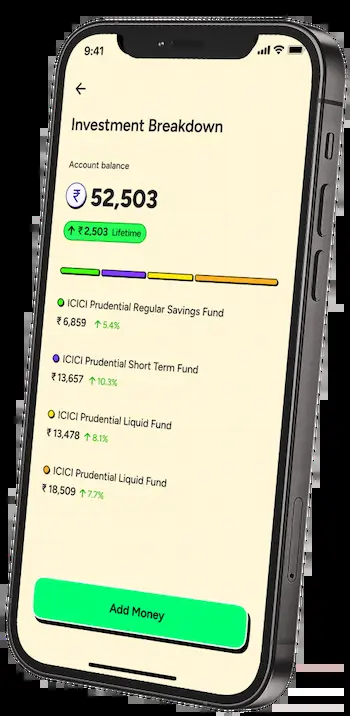 9:41
Investment Breakdown
Account balance
₹ 52,503
↑ ₹ 2,503 Lifetime
ICICI Prudential Regular Savings Fund
₹ 6,859 ↑ 5.4%
ICICI Prudential Short Term Fund
₹ 13,657 ↑ 10.3%
ICICI Prudential Liquid Fund
₹ 13,478 ↑ 8.1%
ICICI Prudential Liquid Fund
₹ 18,509 ↑ 7.7%
Add Money